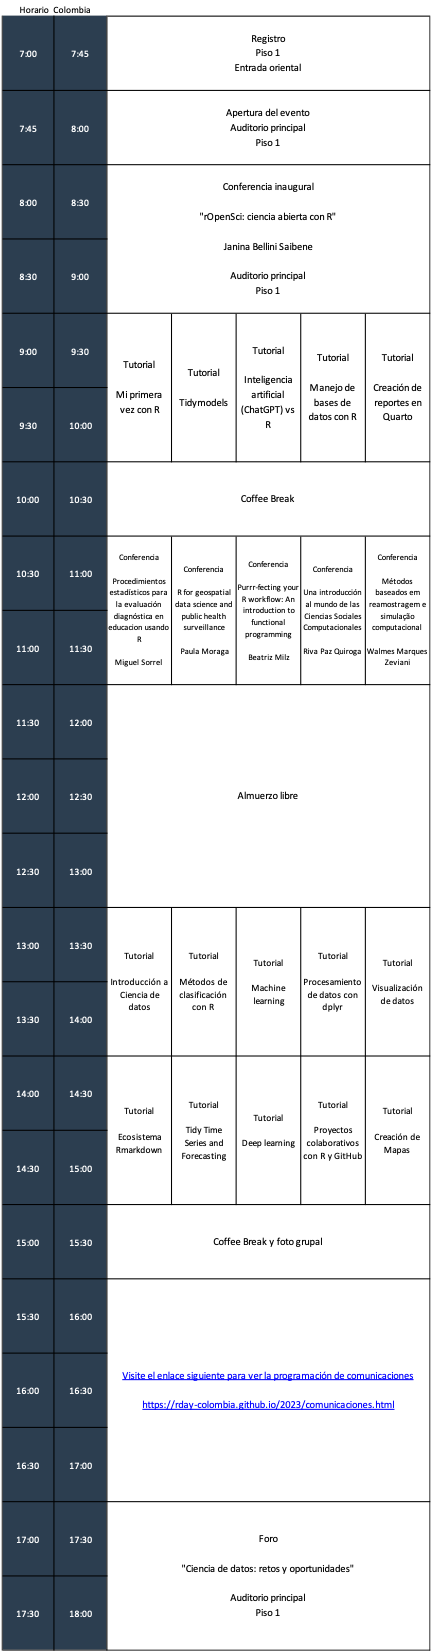 Horario Colombia
7:00 7:45
Registro
Piso 1
Entrada oriental
7:45 8:00
Apertura del evento
Auditorio principal
Piso 1
8:00 8:30
8:30 9:00
Conferencia inaugural
"rOpenSci: ciencia abierta con R"
Janina Bellini Saibene
Auditorio principal
Piso 1
9:00 9:30
9:30 10:00
Tutorial
Mi primera
vez con R
Tutorial
Tidymodels
Tutorial
Inteligencia
artificial
(ChatGPT) vs
R
Tutorial
Manejo de
bases de
datos con R
Tutorial
Creación de
reportes en
Quarto
10:00 10:30
Coffee Break
10:30 11:00
11:00 11:30
Conferencia
Procedimientos
estadísticos para
la evaluación
diagnóstica en
educacion usando
R
Miguel Sorrel
Conferencia
R for geospatial
data science and
public health
surveillance
Paula Moraga
Conferencia
Purrr-fecting your
R workflow: An
introduction to
functional
programming
Beatriz Milz
Conferencia
Una introducción
al mundo de las
Ciencias Sociales
Computacionales
Riva Paz Quiroga
Conferencia
Métodos
baseados em
reamostragem e
simulação
computacional
Walmes Marques
Zeviani
11:30 12:00
12:00 12:30
12:30 13:00
Almuerzo libre
13:00 13:30
13:30 14:00
Tutorial
Introducción a
Ciencia de
datos
Tutorial
Métodos de
clasificación
con R
Tutorial
Machine
learning
Tutorial
Procesamiento
de datos con
dplyr
Tutorial
Visualización
de datos
14:00 14:30
14:30 15:00
Tutorial
Ecosistema
Rmarkdown
Tutorial
Tidy Time
Series and
Forecasting
Tutorial
Deep learning
Tutorial
Proyectos
colaborativos
con R y GitHub
Tutorial
Creación de
Mapas
15:00 15:30
Coffee Break y foto grupal
15:30 16:00
16:00 16:30
16:30 17:00
Visite el enlace siguiente para ver la programación de comunicaciones
https://rday-colombia.github.io/2023/comunicaciones.html
17:00 17:30
17:30 18:00
Foro
"Ciencia de datos: retos y oportunidades"
Auditorio principal
Piso 1